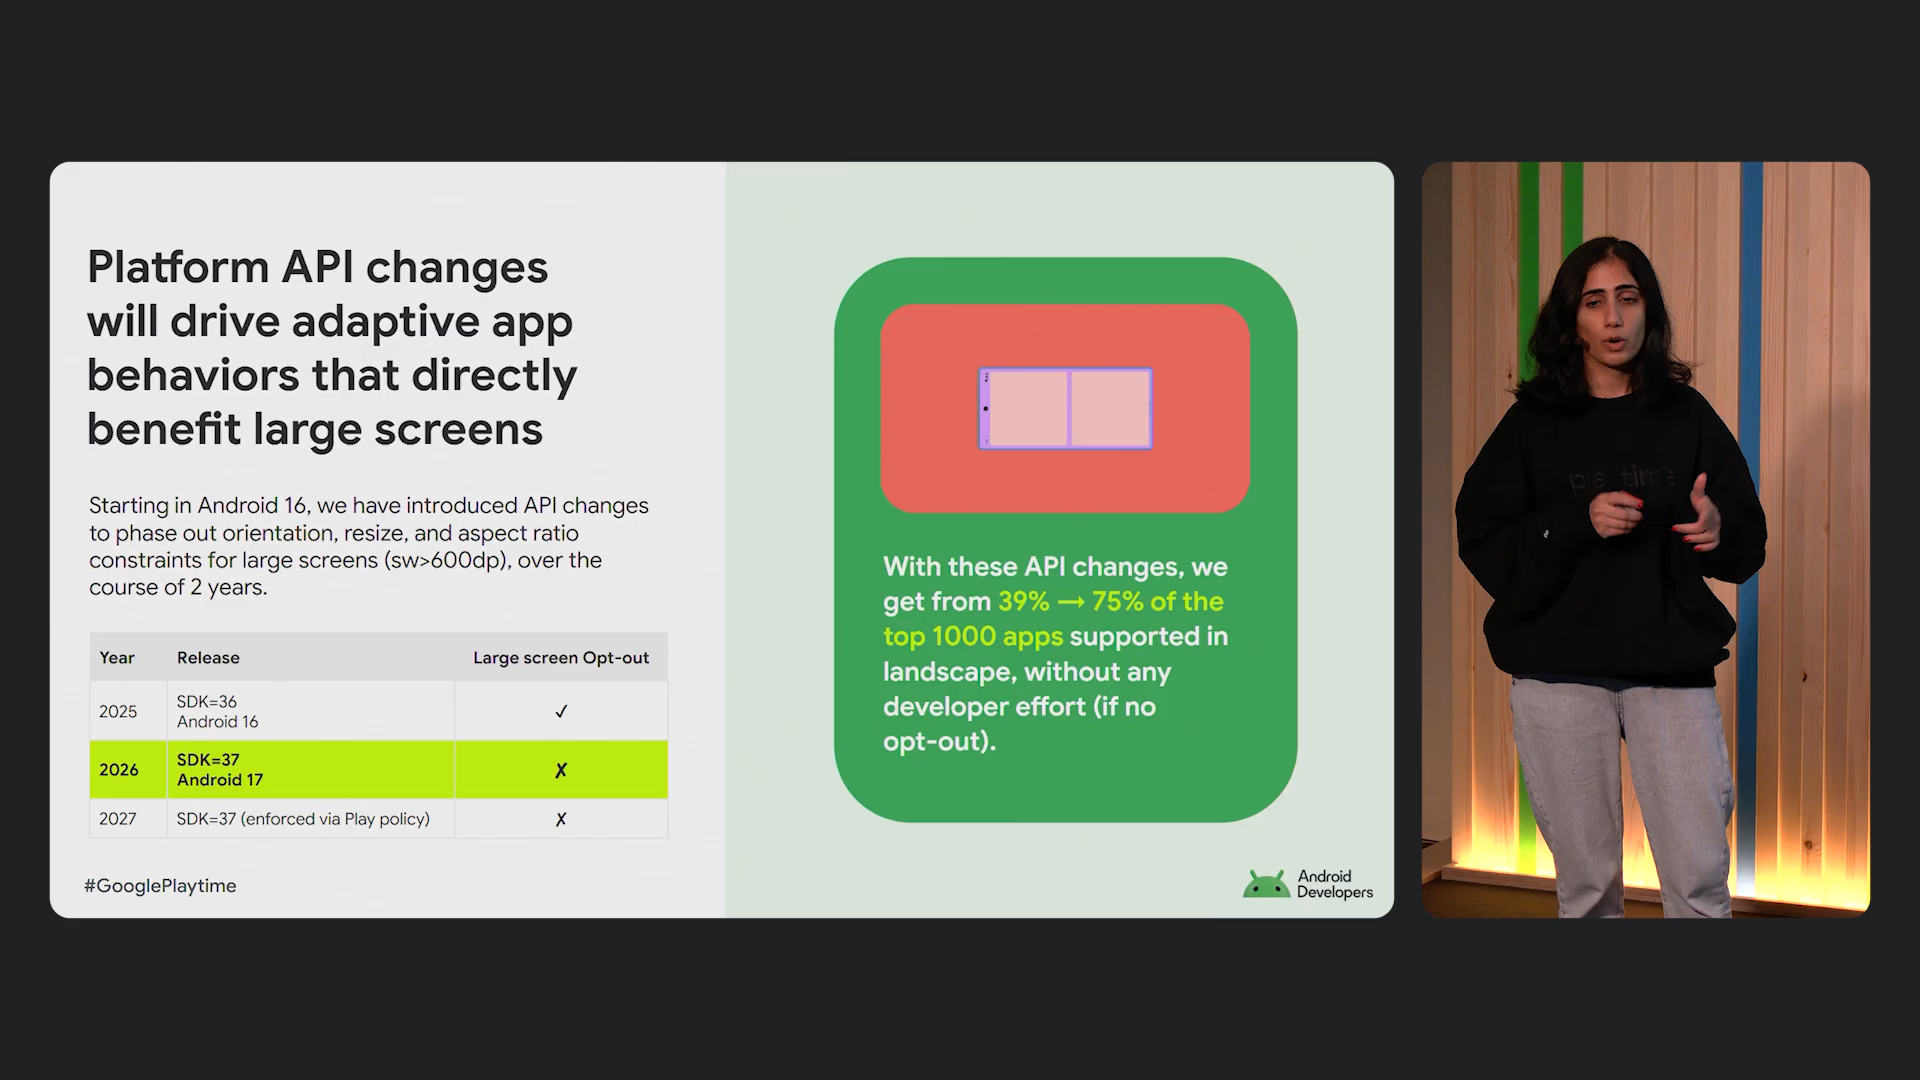 Platform API changes
will drive adaptive app
behaviors that directly
benefit large screens
Starting in Android 16, we have introduced API changes
to phase out orientation, resize, and aspect ratio
constraints for large screens (sw>600dp), over the
course of 2 years.
Year Release Large screen Opt-out
2025 SDK=36
Android 16 ✓
2026 SDK=37
Android 17 ✗
2027 SDK=37 (enforced via Play policy) ✗
#GooglePlaytime
With these API changes, we
get from 39% → 75% of the
top 1000 apps supported in
landscape, without any
developer effort (if no
opt-out).
Android
Developers
playtime